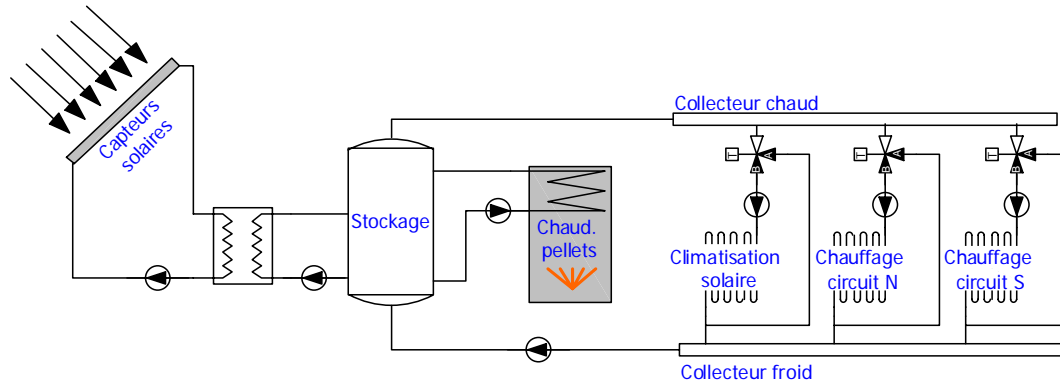 Capteurs
solaires
Stockage
Chaud.
pellets
Collecteur chaud
T
A
B
T
A
B
T
A
B
Climatisation
solaire
Chauffage
circuit N
Chauffage
circuit S
Collecteur froid